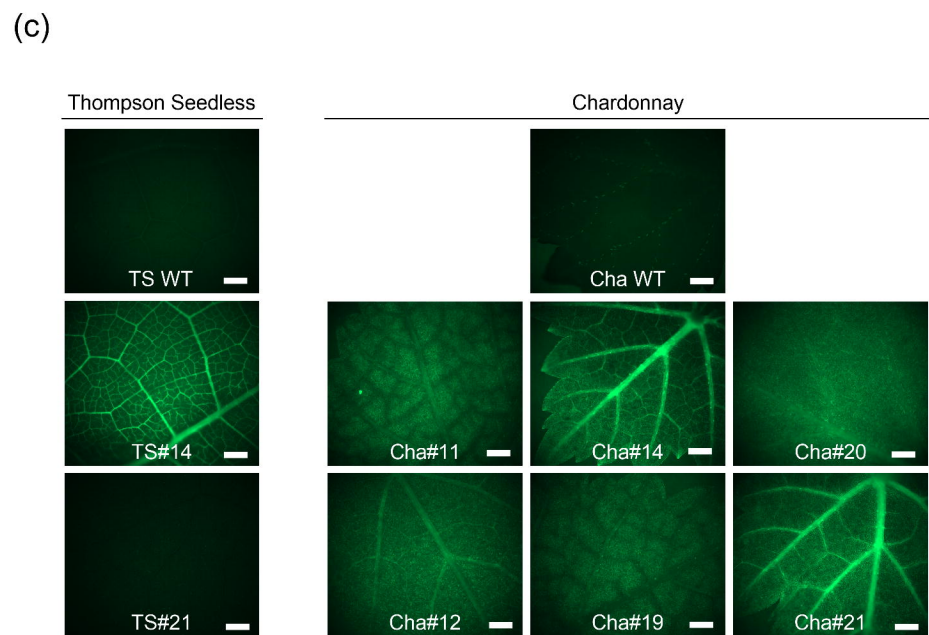 (c)
Thompson Seedless
Chardonnay
TS WT
Cha WT
TS#14
Cha#11
Cha#14
Cha#20
TS#21
Cha#12
Cha#19
Cha#21